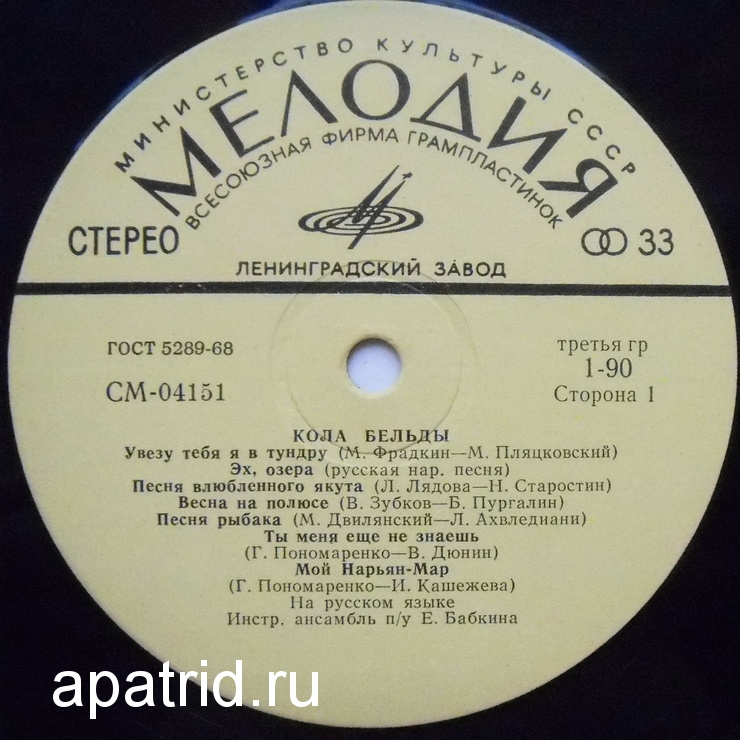 МИНИСТЕРСТВО КУЛЬТУРЫ СССР
МЕЛОДИЯ
ВСЕСОЮЗНАЯ ФИРМА ГРАМПЛАСТИНОК
СТЕРЕО
33
ЛЕНИНГРАДСКИЙ ЗАВОД
ГОСТ 5289-68
третья гр
СМ-04151
1-90
Сторона 1
КОЛА БЕЛЬДЫ
Увезу тебя я в тундру (М. Фрадкин—М. Пляцковский)
Эх, озера (русская нар. песня)
Песня влюбленного якута (Л. Лядова—Н. Старостин)
Весна на полюсе (В. Зубков—Б. Пургалин)
Песня рыбака (М. Двилянский—Л. Ахвледиани)
Ты меня еще не знаешь
(Г. Пономаренко—В. Дюнин)
Мой Нарьян-Мар
(Г. Пономаренко—И. Кашежева)
На русском языке
Инстр. ансамбль п/у Е. Бабкина
apatrid.ru